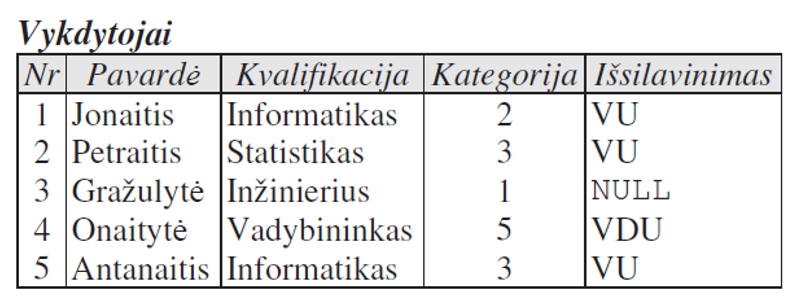 Vykdytojai
Nr Pavardė Kvalifikacija Kategorija Išsilavinimas
1 Jonaitis Informatikas 2 VU
2 Petraitis Statistikas 3 VU
3 Gražulytė Inžinierius 1 NULL
4 Onaitytė Vadybininkas 5 VDU
5 Antanaitis Informatikas 3 VU